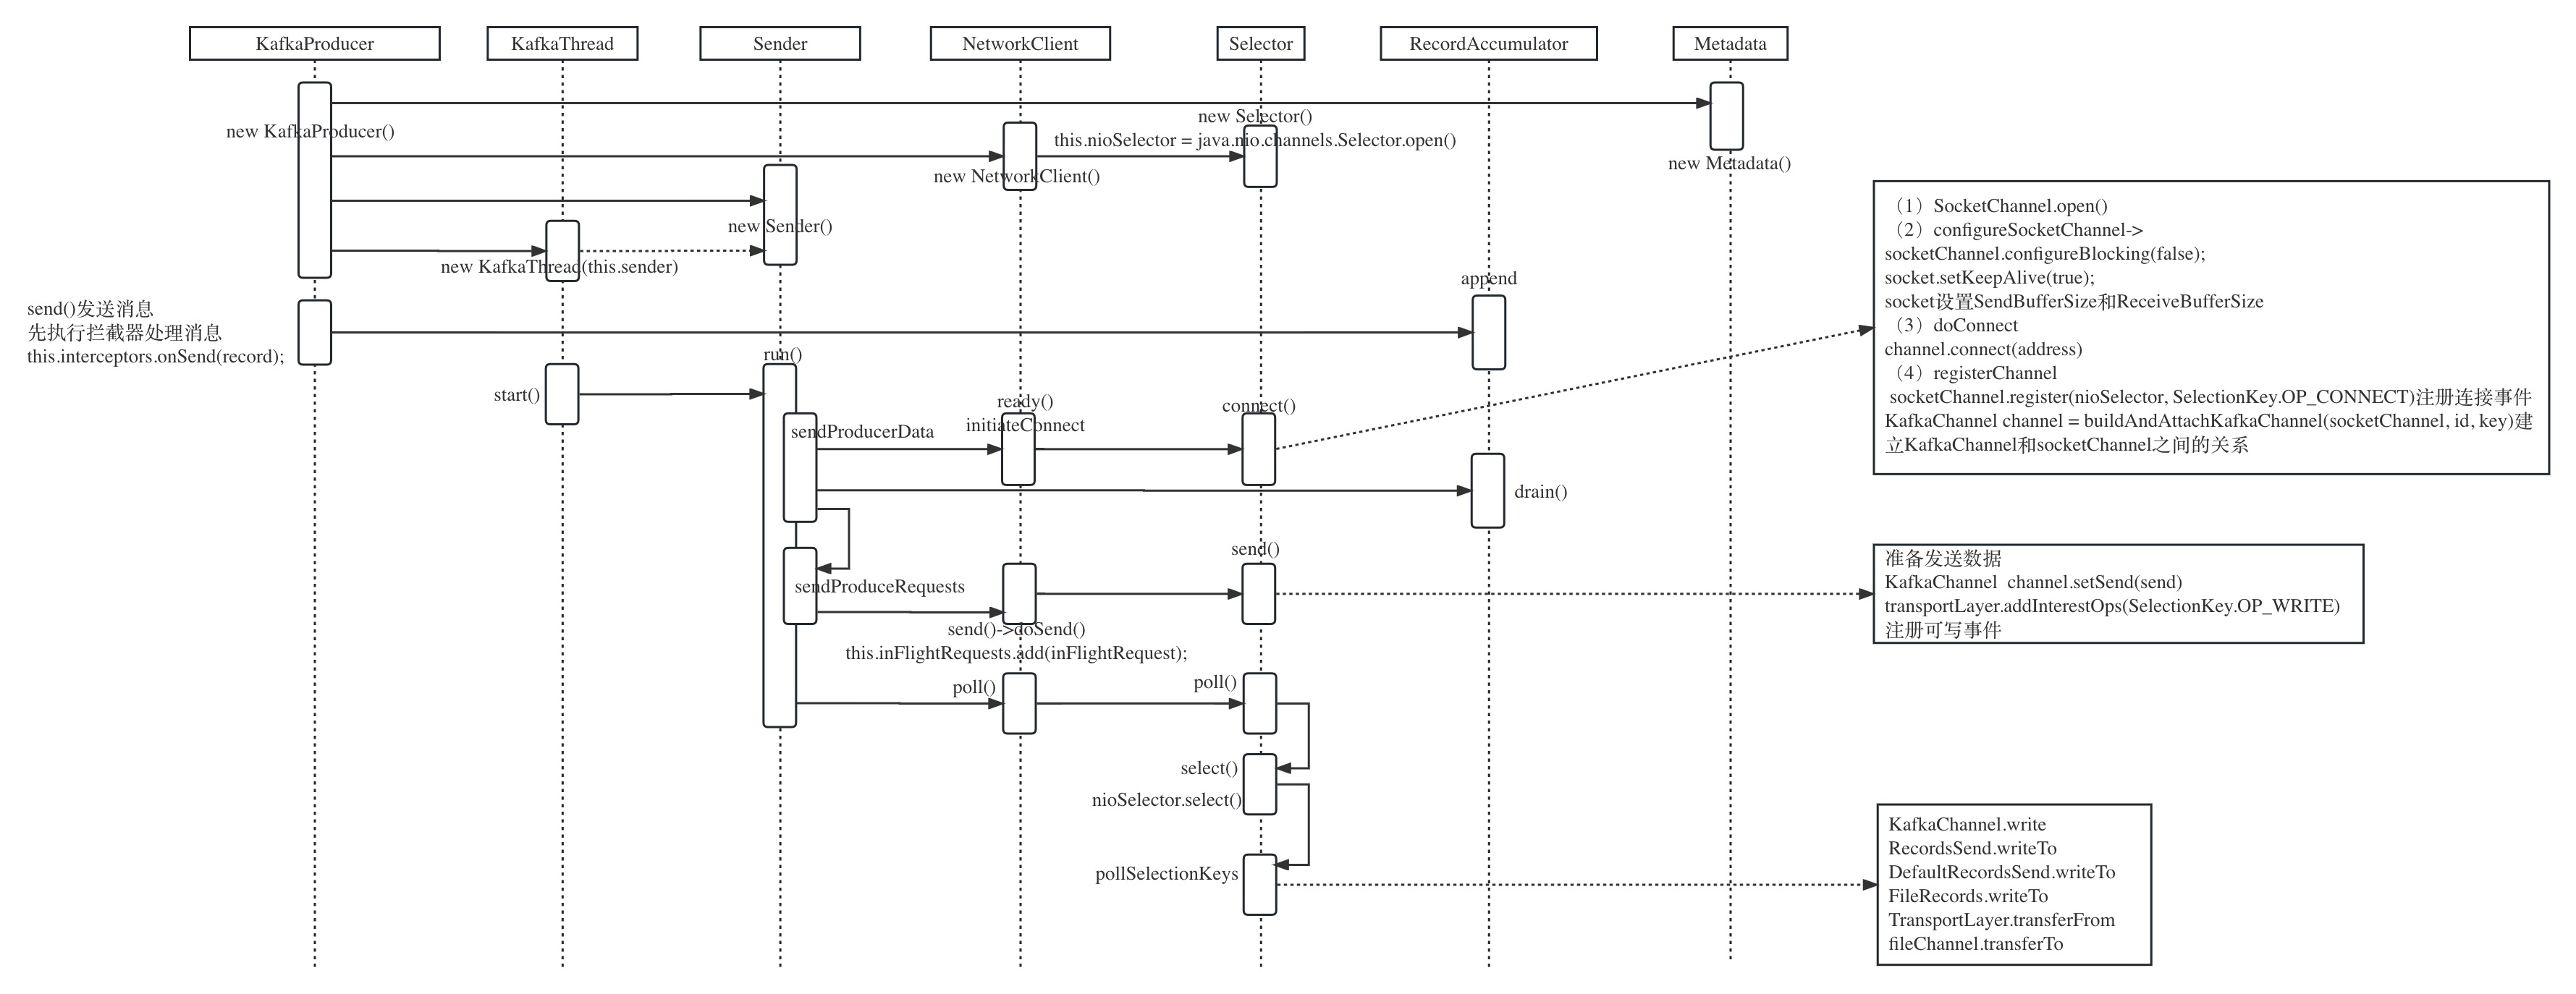 KafkaProducer
KafkaThread
Sender
NetworkClient
Selector
RecordAccumulator
Metadata
new KafkaProducer()
new Selector()
this.nioSelector = java.nio.channels.Selector.open()
new Metadata()
new NetworkClient()
new Sender()
new KafkaThread(this.sender)
append
send()发送消息
先执行拦截器处理消息
this.interceptors.onSend(record);
run()
start()
sendProducerData
ready()
initiateConnect
connect()
drain()
（1）SocketChannel.open()
（2）configureSocketChannel->
socketChannel.configureBlocking(false);
socket.setKeepAlive(true);
socket设置SendBufferSize和ReceiveBufferSize
（3）doConnect
channel.connect(address)
（4）registerChannel
socketChannel.register(nioSelector, SelectionKey.OP_CONNECT)注册连接事件
KafkaChannel channel = buildAndAttachKafkaChannel(socketChannel, id, key)建
立KafkaChannel和socketChannel之间的关系
sendProduceRequests
send()
send()->doSend()
this.inFlightRequests.add(inFlightRequest);
准备发送数据
KafkaChannel  channel.setSend(send)
transportLayer.addInterestOps(SelectionKey.OP_WRITE)
注册可写事件
poll()
poll()
select()
nioSelector.select()
pollSelectionKeys
KafkaChannel.write
RecordsSend.writeTo
DefaultRecordsSend.writeTo
FileRecords.writeTo
TransportLayer.transferFrom
fileChannel.transferTo